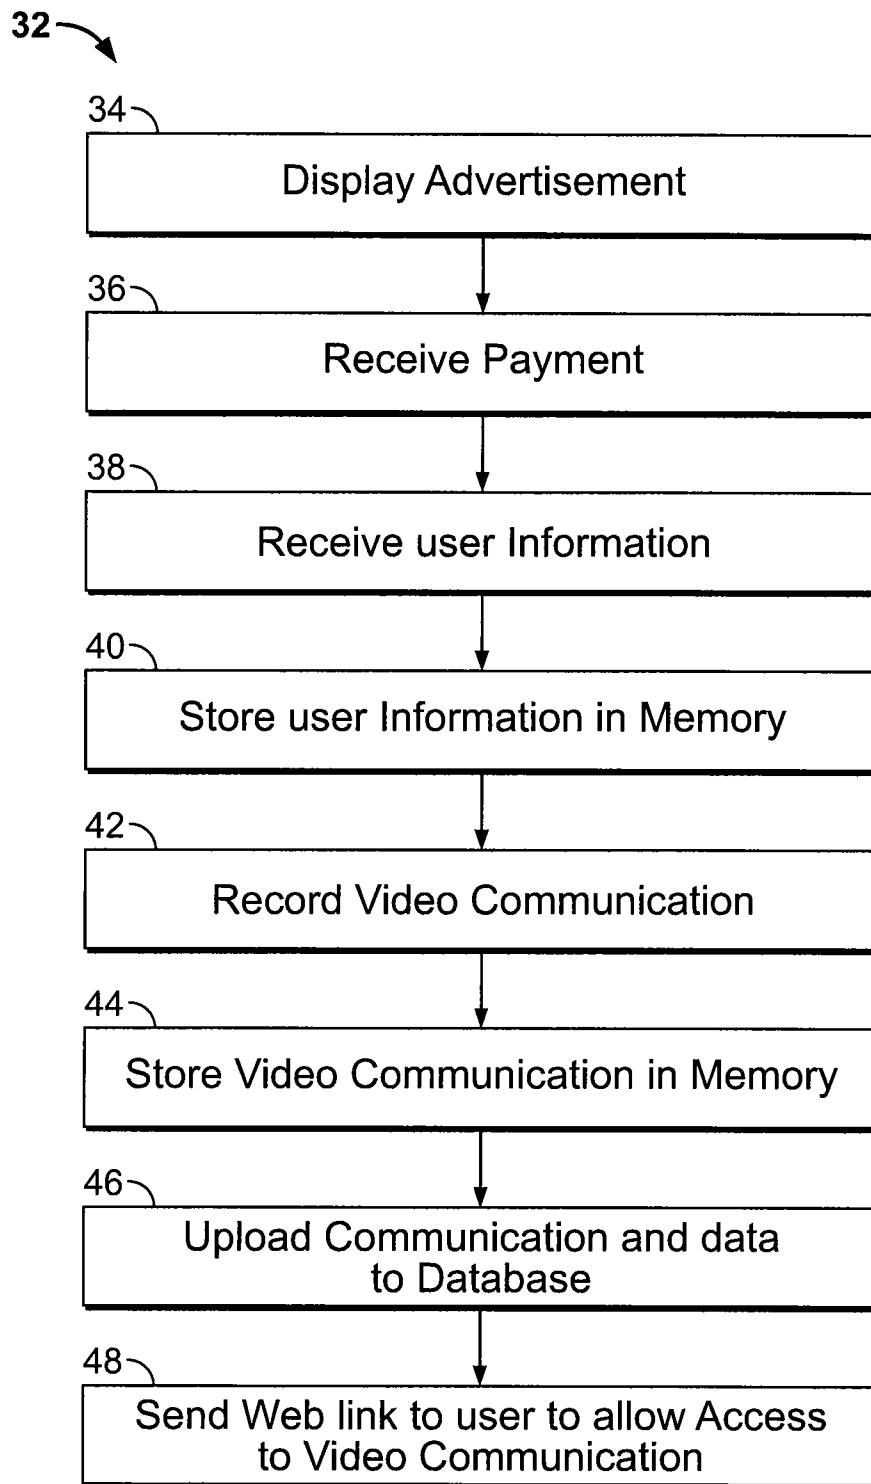 32
34
Display Advertisement
36
Receive Payment
38
Receive user Information
40
Store user Information in Memory
42
Record Video Communication
44
Store Video Communication in Memory
46
Upload Communication and data
to Database
48
Send Web link to user to allow Access
to Video Communication